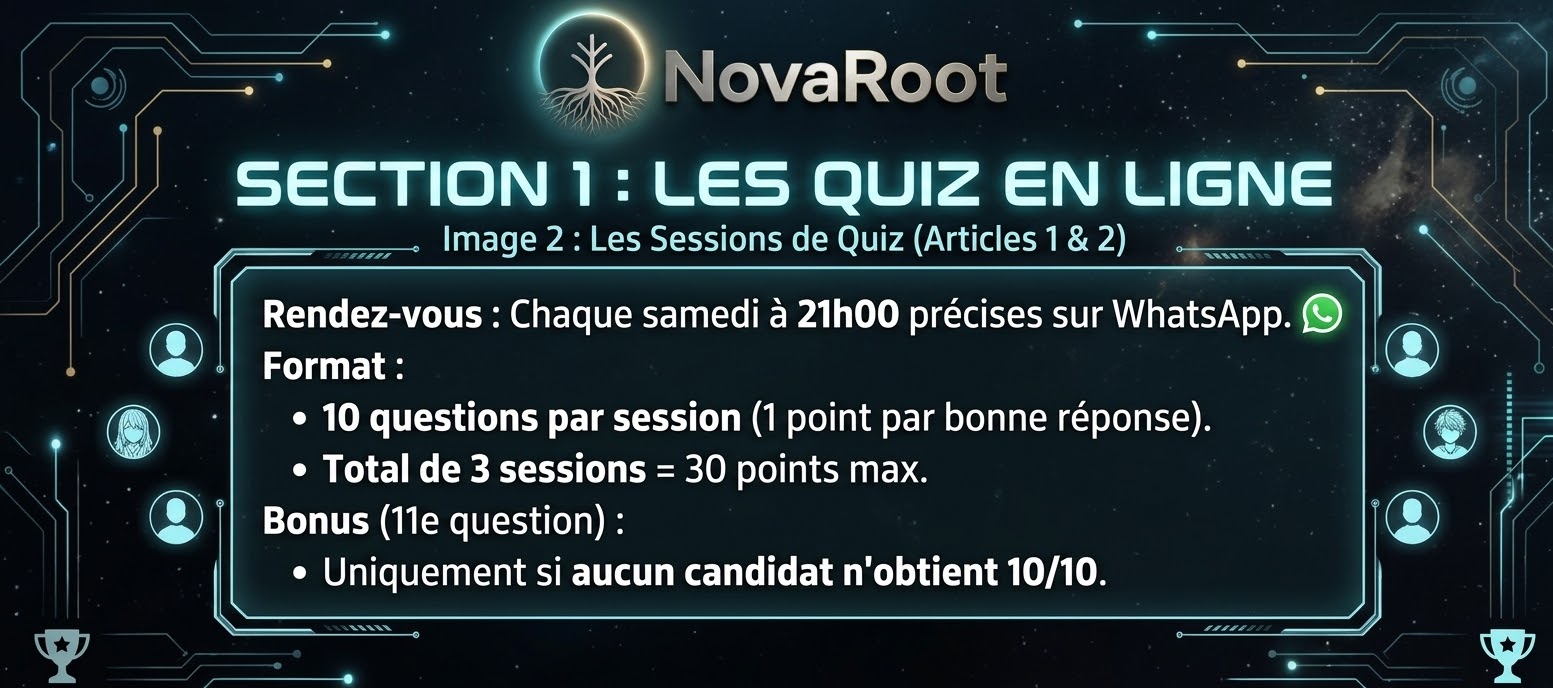 NovaRoot
SECTION 1 : LES QUIZ EN LIGNE
Image 2 : Les Sessions de Quiz (Articles 1 & 2)
Rendez-vous : Chaque samedi à 21h00 précises sur WhatsApp.
Format :
• 10 questions par session (1 point par bonne réponse).
• Total de 3 sessions = 30 points max.
Bonus (11e question) :
• Uniquement si aucun candidat n'obtient 10/10.